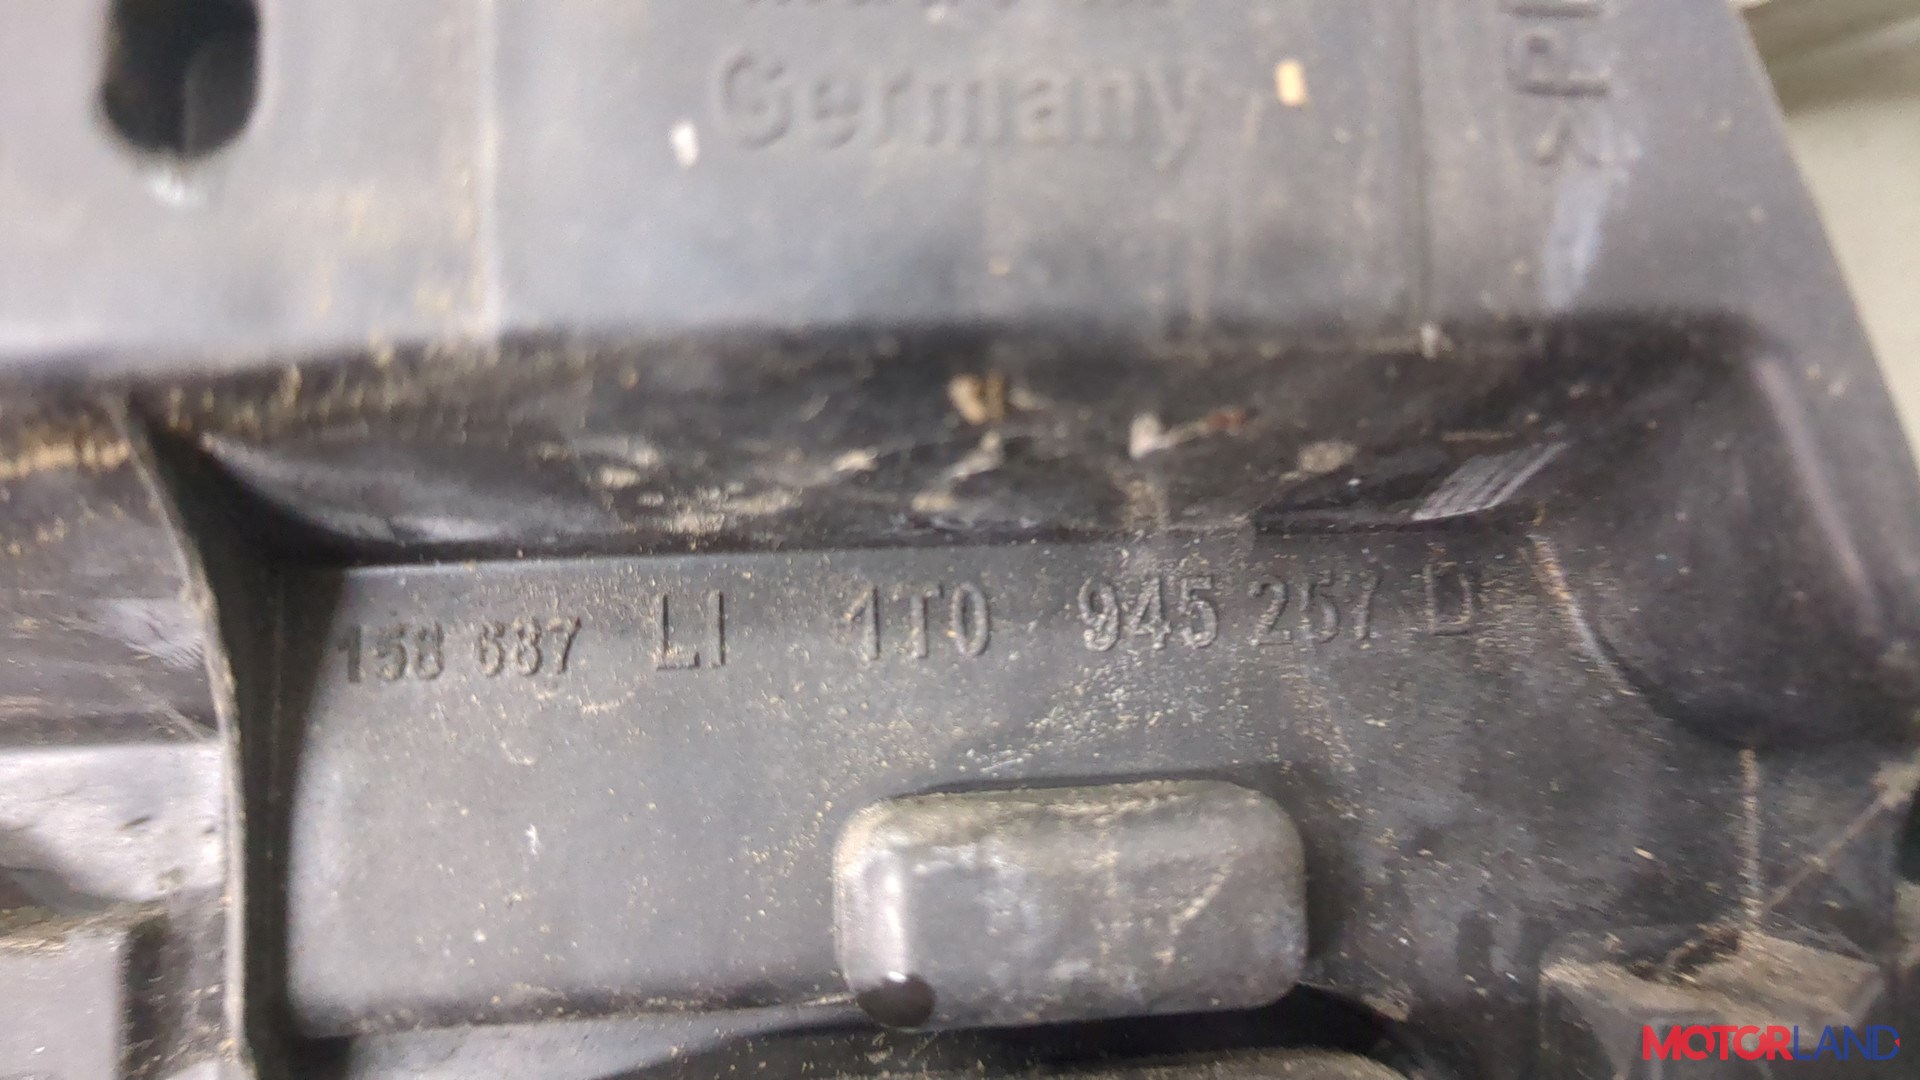 Germany
158 687 LI 1T0 945 257 D
MOTORLAND